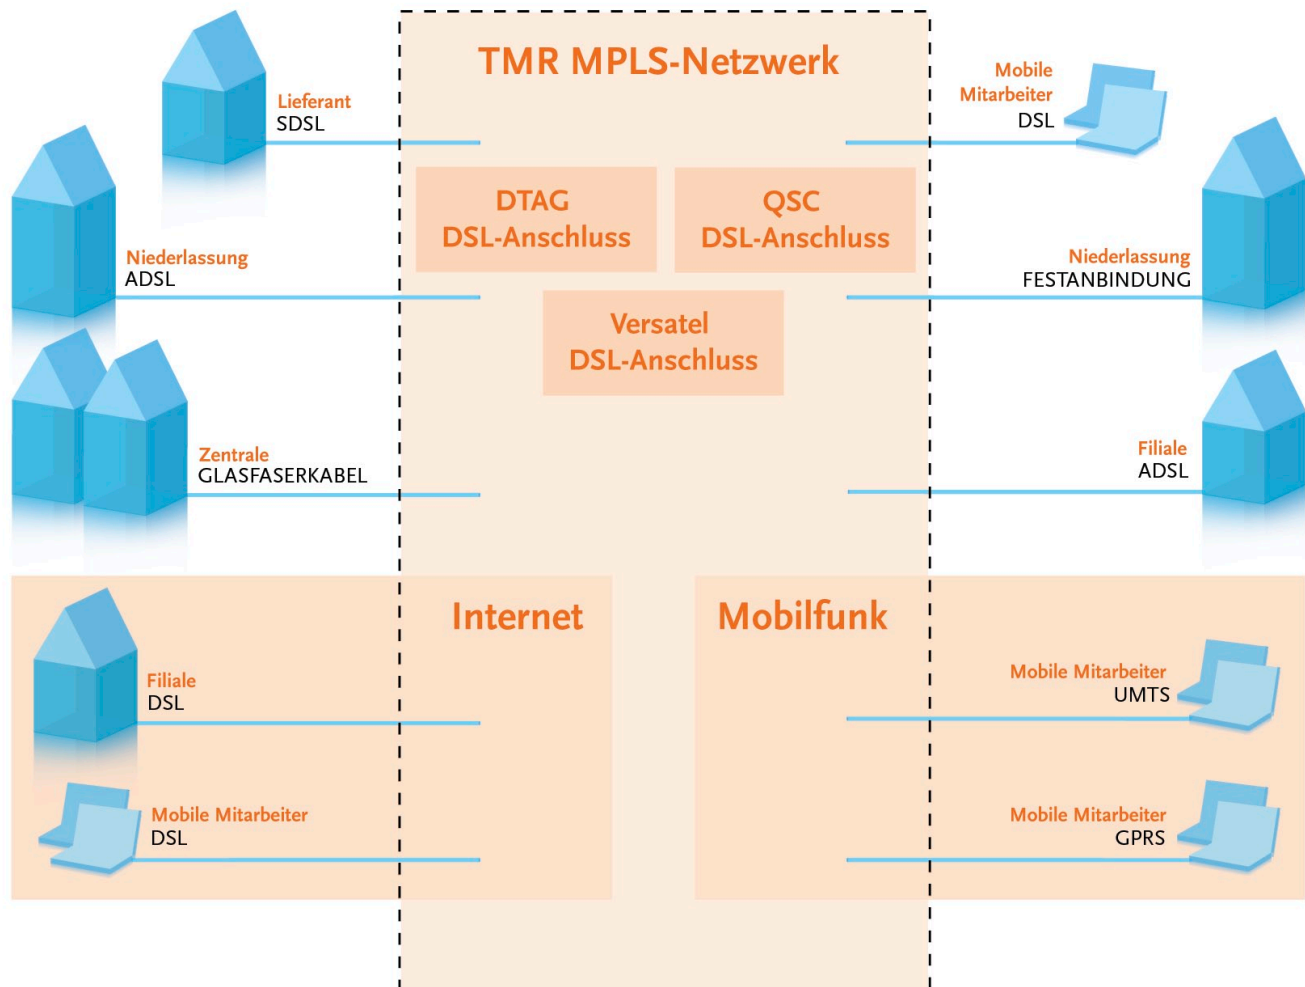 TMR MPLS-Netzwerk
Lieferant
SDSL
Mobile
Mitarbeiter
DSL
DTAG
DSL-Anschluss
QSC
DSL-Anschluss
Niederlassung
ADSL
Niederlassung
FESTANBINDUNG
Versatel
DSL-Anschluss
Zentrale
GLASFASERKABEL
Filiale
ADSL
Internet
Mobilfunk
Filiale
DSL
Mobile Mitarbeiter
UMTS
Mobile Mitarbeiter
DSL
Mobile Mitarbeiter
GPRS